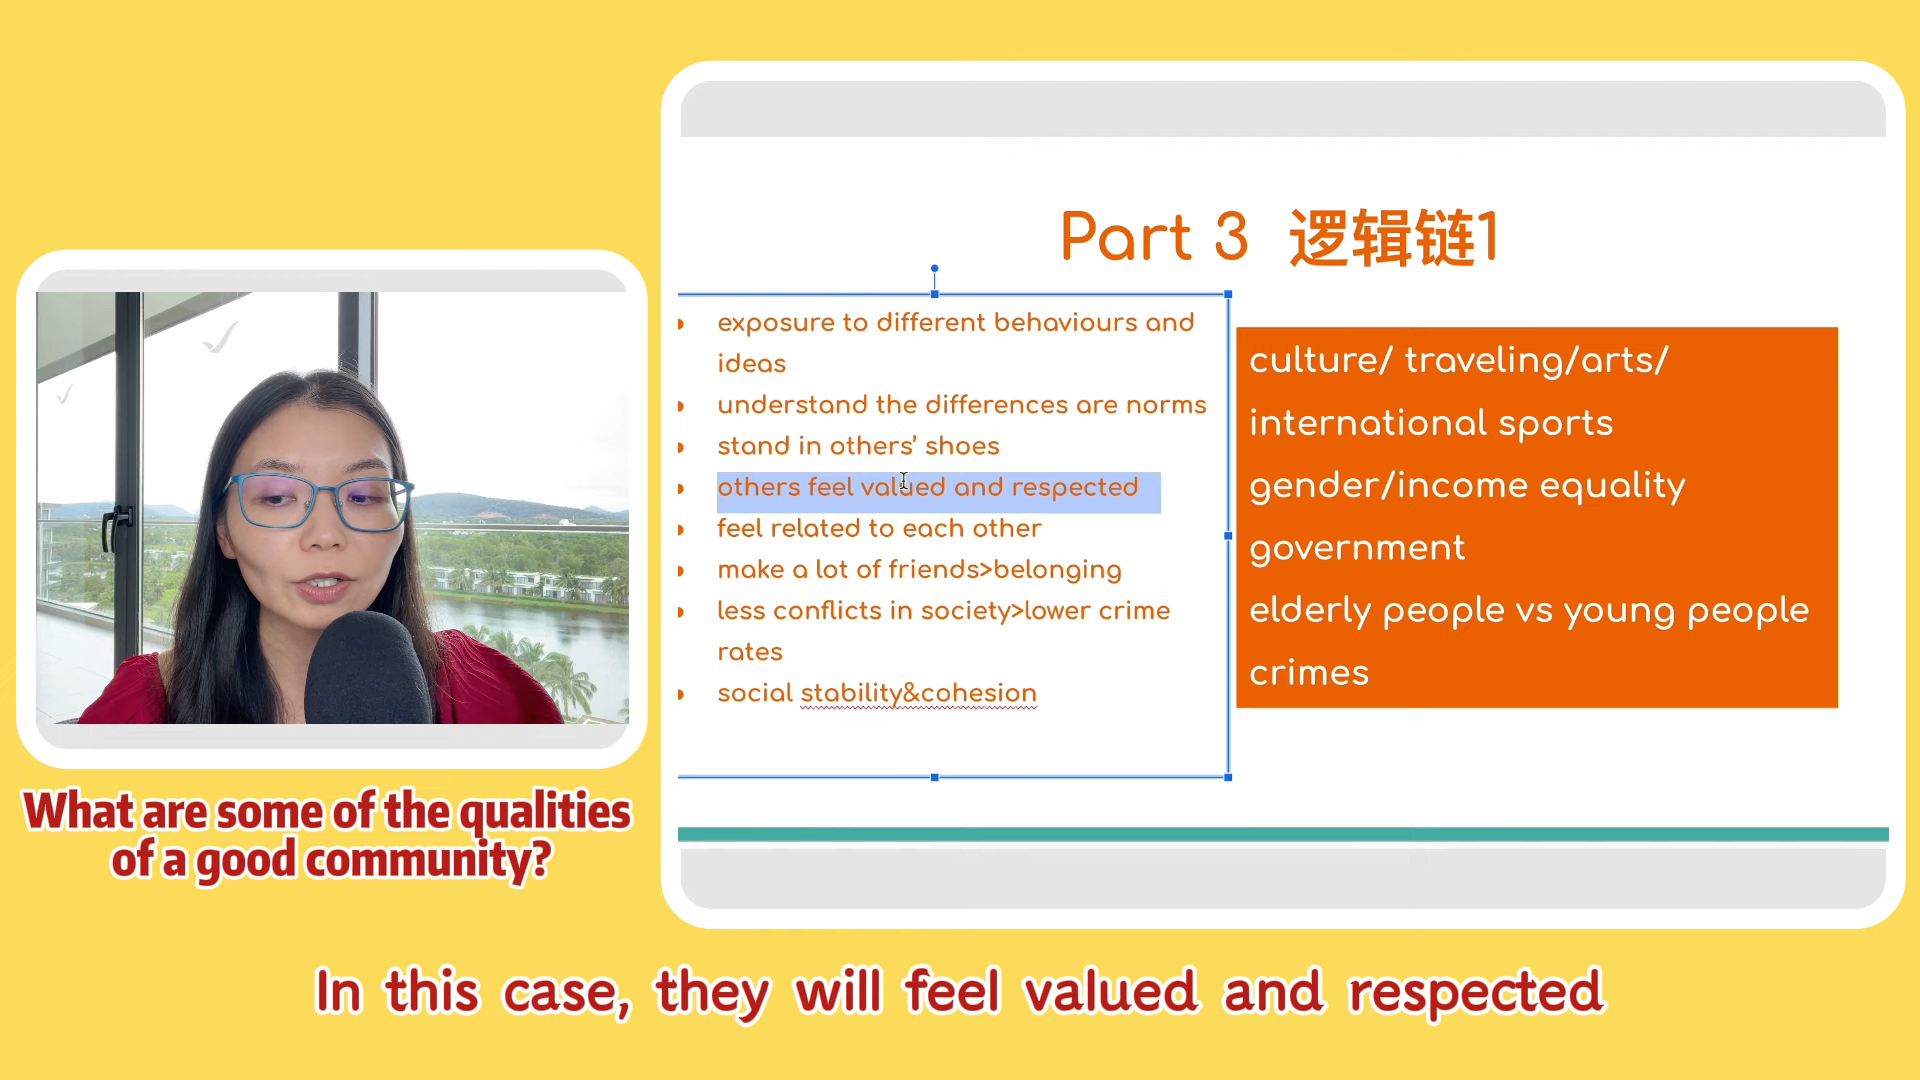 Part 3 逻辑链1
exposure to different behaviours and
ideas
understand the differences are norms
stand in others’ shoes
others feel valued and respected
feel related to each other
make a lot of friends>belonging
less conflicts in society>lower crime
rates
social stability&cohesion
culture/ traveling/arts/
international sports
gender/income equality
government
elderly people vs young people
crimes
What are some of the qualities
of a good community?
In this case, they will feel valued and respected